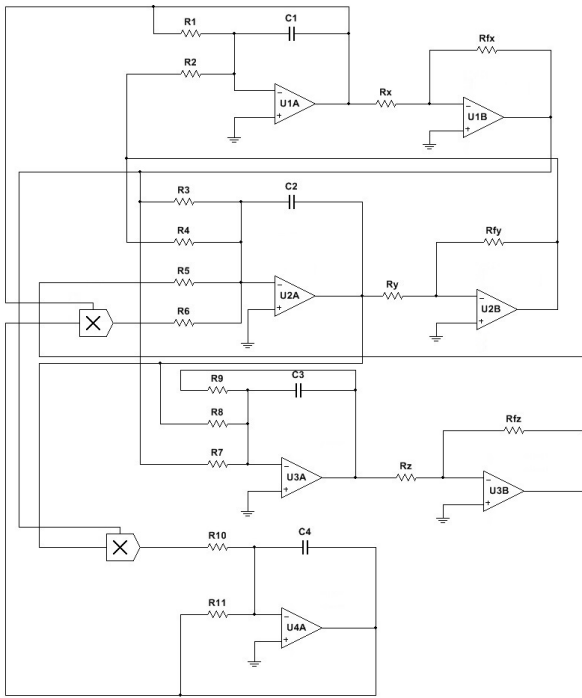 R1
C1
R2
Rfx
U1A
Rx
U1B
R3
C2
R4
Rfy
R5
U2A
Ry
U2B
R6
R9
C3
R8
Rfz
R7
U3A
Rz
U3B
R10
C4
R11
U4A